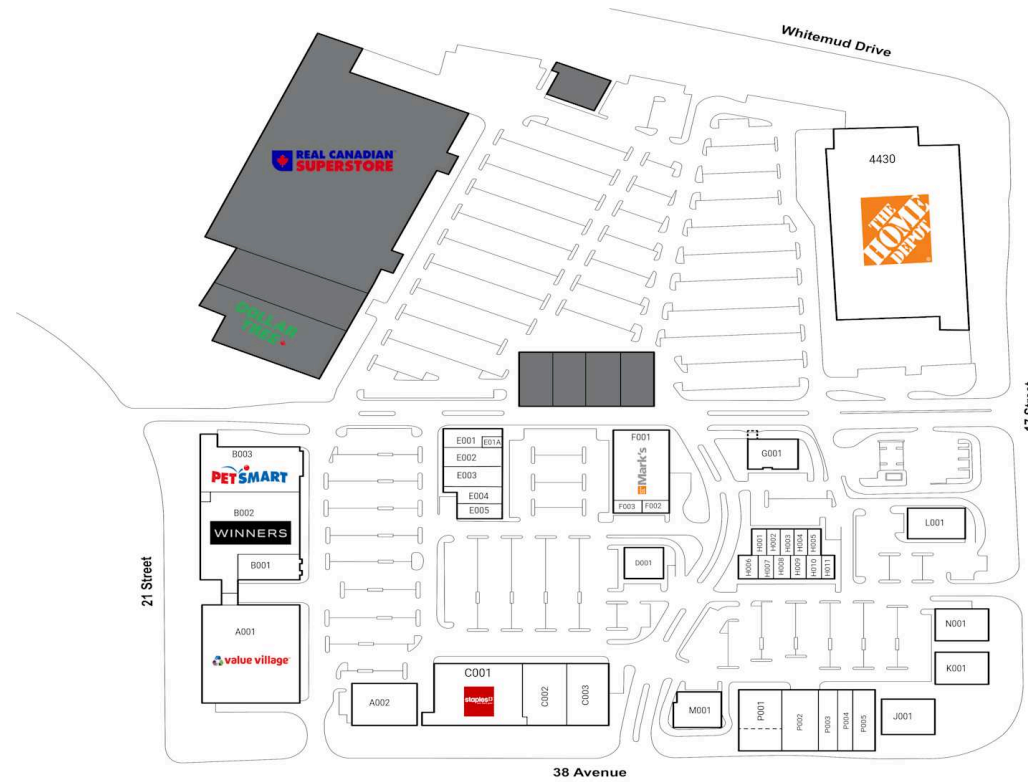 Whitemud Drive
REAL CANADIAN
SUPERSTORE
4430
THE
HOME
DEPOT
DOLLAR
TREE
17 Street
B003
PETSMART
B002
WINNERS
B001
21 Street
A001
value village
A002
E001
E01A
E002
E003
E004
E005
F001
Mark's
F003
F002
G001
D001
H001
H002
H003
H004
H005
H006
H007
H008
H009
H010
H011
L001
N001
K001
C001
staples
C002
C003
M001
P001
P002
P003
P004
P005
J001
38 Avenue